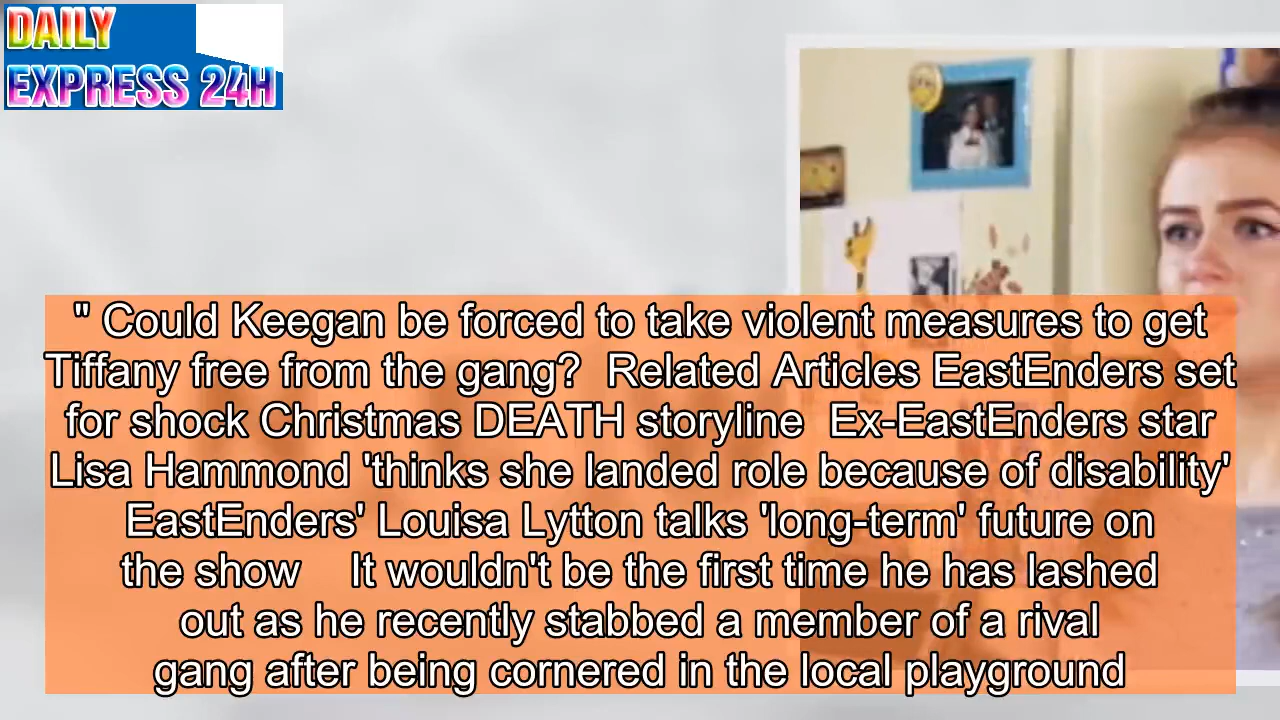 DAILY
EXPRESS 24H
" Could Keegan be forced to take violent measures to get
Tiffany free from the gang?  Related Articles EastEnders set
for shock Christmas DEATH storyline  Ex-EastEnders star
Lisa Hammond 'thinks she landed role because of disability'
EastEnders' Louisa Lytton talks 'long-term' future on
the show    It wouldn't be the first time he has lashed
out as he recently stabbed a member of a rival
gang after being cornered in the local playground